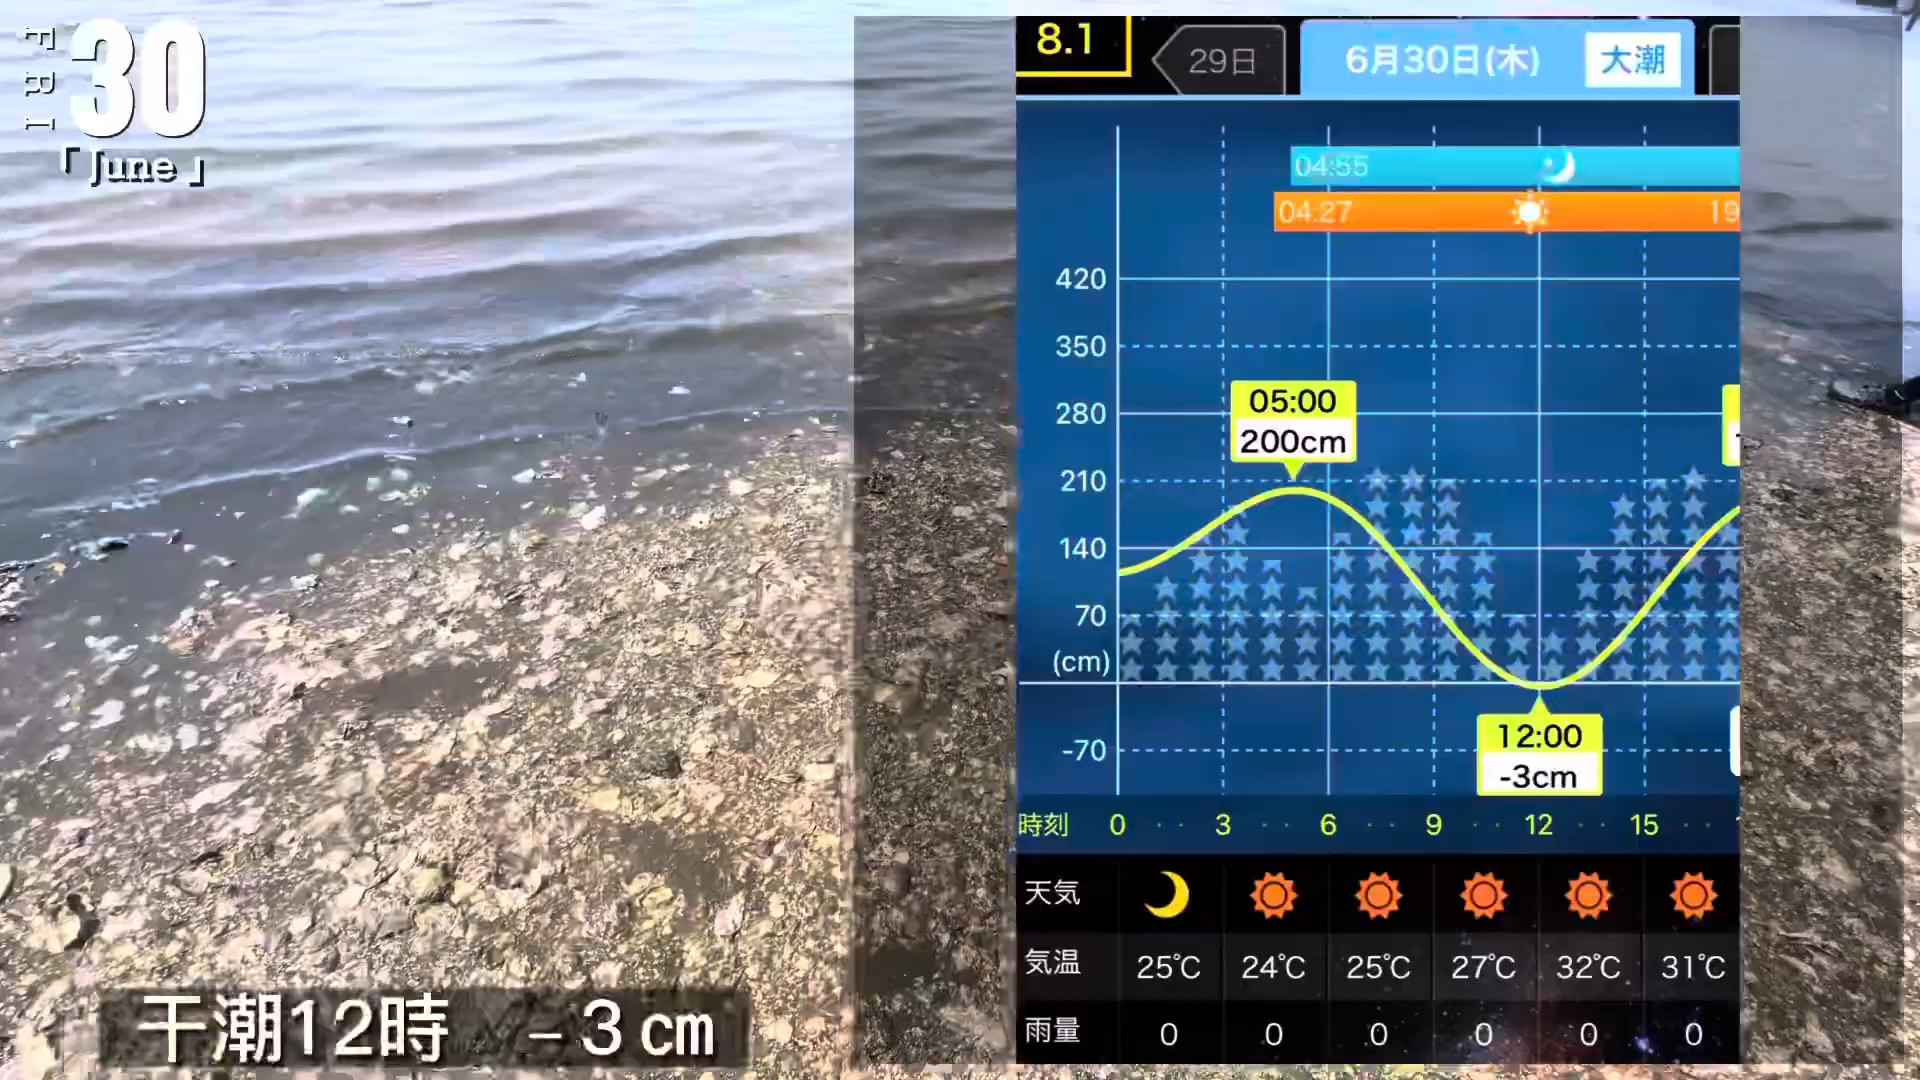 FRI
30
「June」
8.1
29日
6月30日(木)
大潮
04:55
04:27
19
420
350
280
210
140
70
(cm)
-70
05:00
200cm
12:00
-3cm
時刻 0 3 6 9 12 15
天気
気温 25℃ 24℃ 25℃ 27℃ 32℃ 31℃
雨量 0 0 0 0 0 0
干潮12時 −3㎝